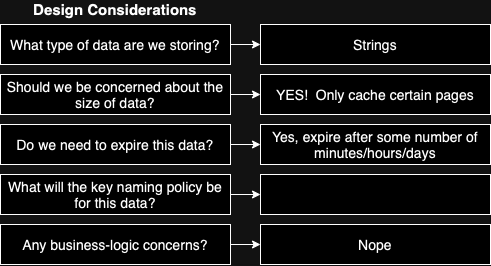 Design Considerations
What type of data are we storing?
Strings
Should we be concerned about the
size of data?
YES!  Only cache certain pages
Do we need to expire this data?
Yes, expire after some number of
minutes/hours/days
What will the key naming policy be
for this data?
Any business-logic concerns?
Nope